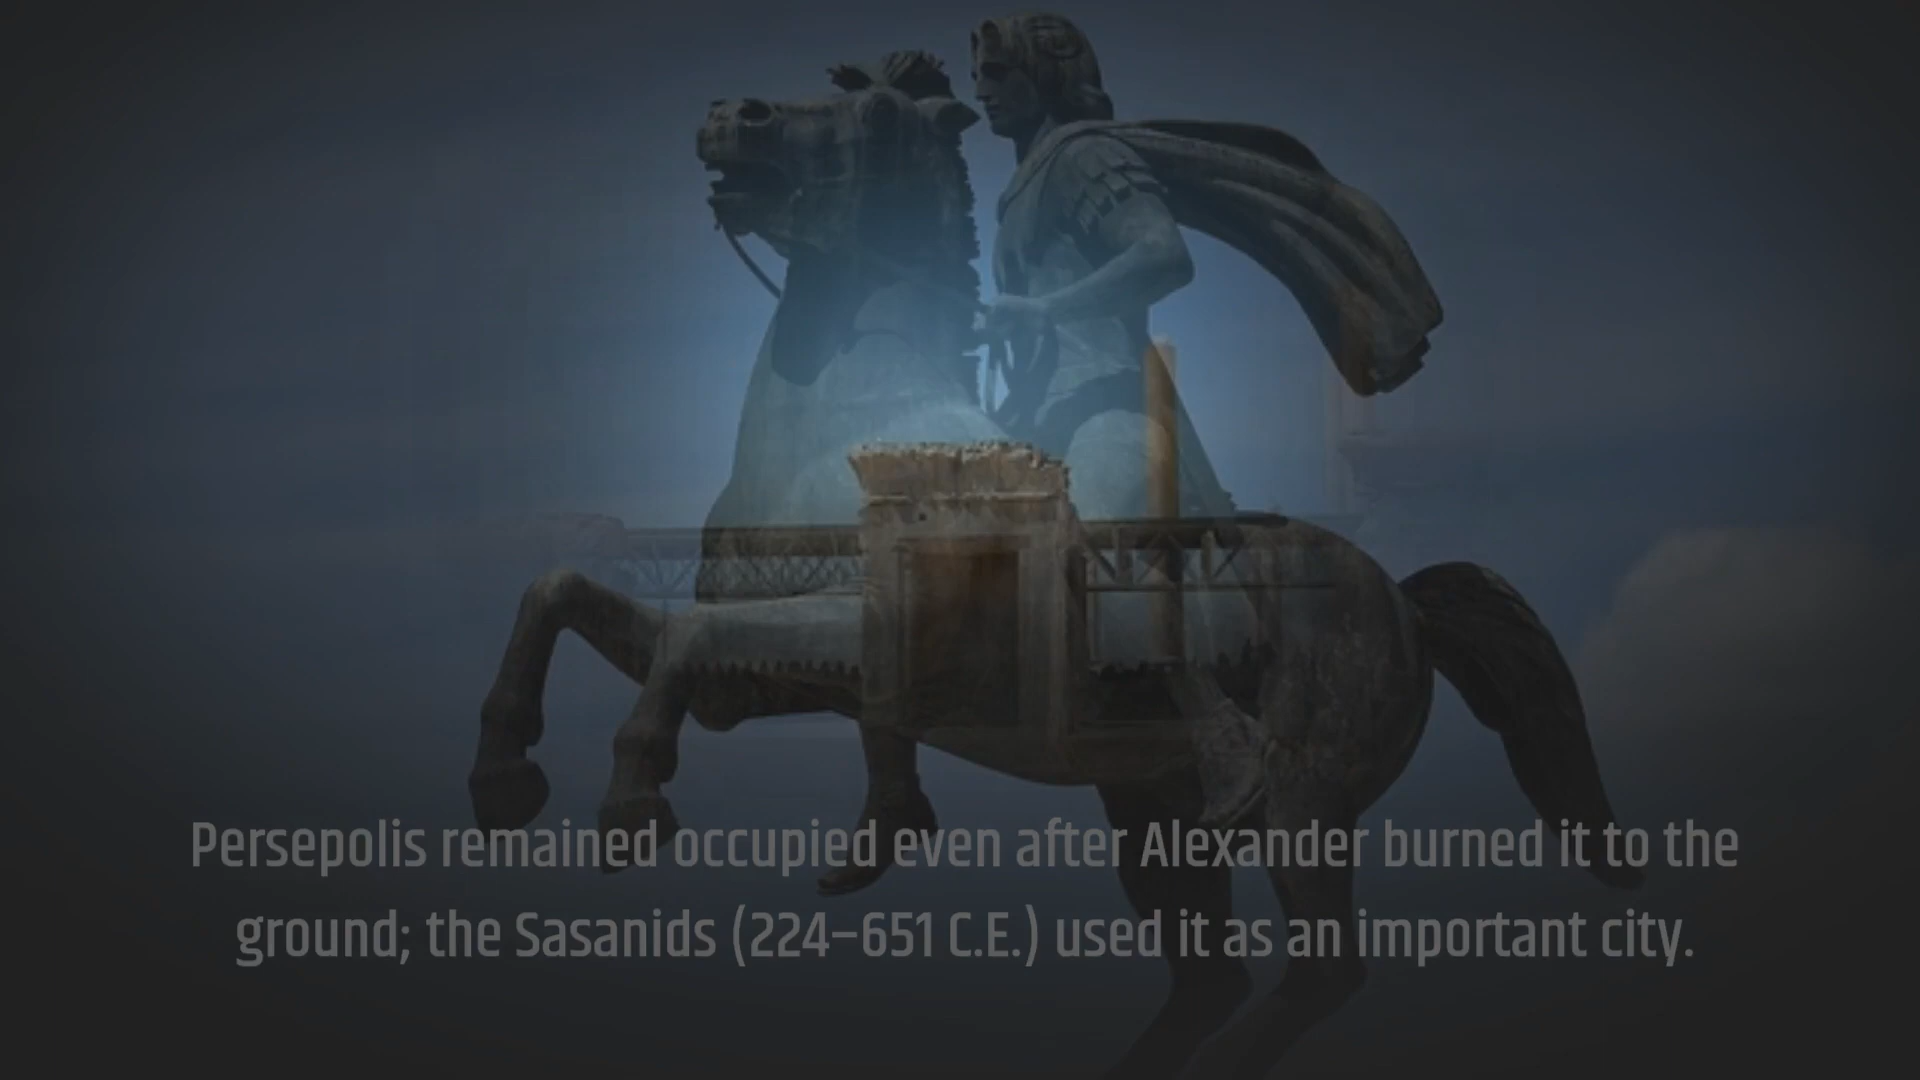 Persepolis remained occupied even after Alexander burned it to the
ground; the Sasanids (224–651 C.E.) used it as an important city.